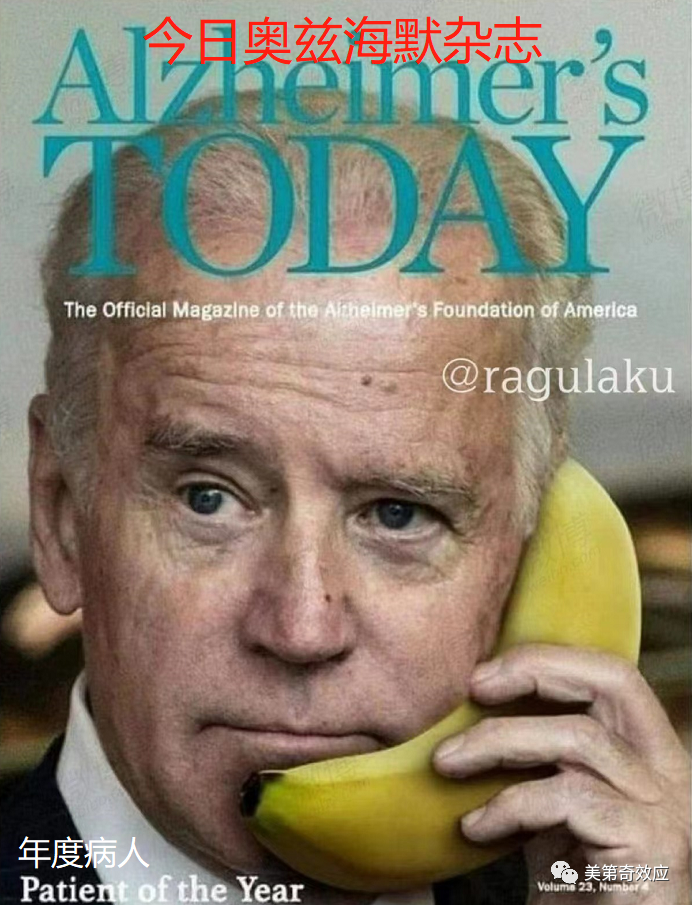 今日奥兹海默杂志
Alzheimer's
TODAY
The Official Magazine of the Alzheimer's Foundation of America
@ragulaku
年度病人
Patient of the Year
美第奇效应
Volume 23, Number 4